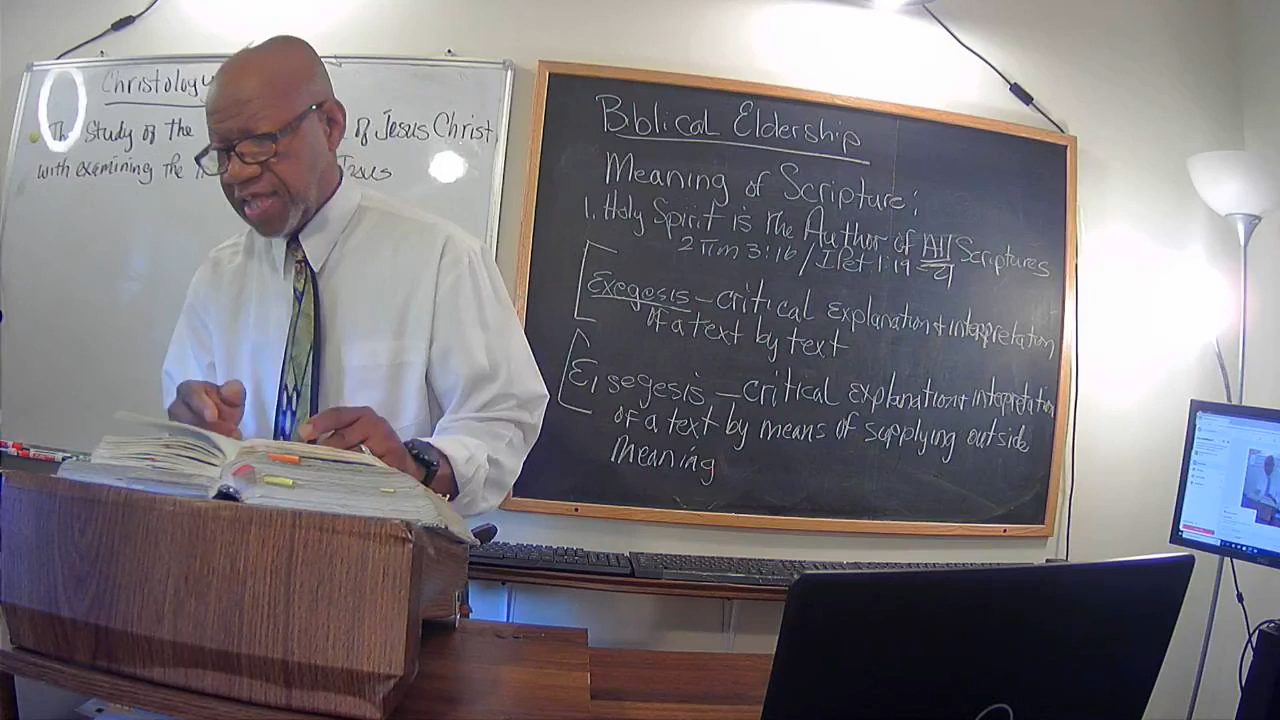 Christology
The Study of the of Jesus Christ
with examining the Jesus
Biblical Eldership
Meaning of Scripture:
1. Holy Spirit is the Author of All Scriptures
2 Tim 3:16 / 1 Pet 1:19-21
Exegesis - critical explanation & interpretation
of a text by text
Eisegesis - critical explanation & interpretation
of a text by means of supplying outside
meaning